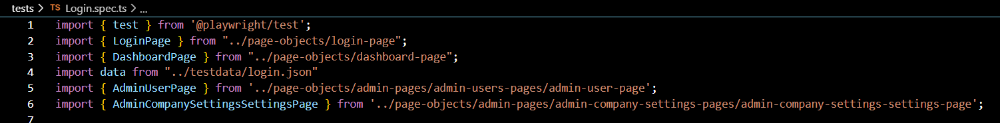 tests > TS Login.spec.ts > ...
1 import { test } from '@playwright/test';
2 import { LoginPage } from "../page-objects/login-page";
3 import { DashboardPage } from "../page-objects/dashboard-page";
4 import data from "../testdata/login.json"
5 import { AdminUserPage } from '../page-objects/admin-pages/admin-users-pages/admin-user-page';
6 import { AdminCompanySettingsSettingsPage } from '../page-objects/admin-pages/admin-company-settings-pages/admin-company-settings-settings-page';
7